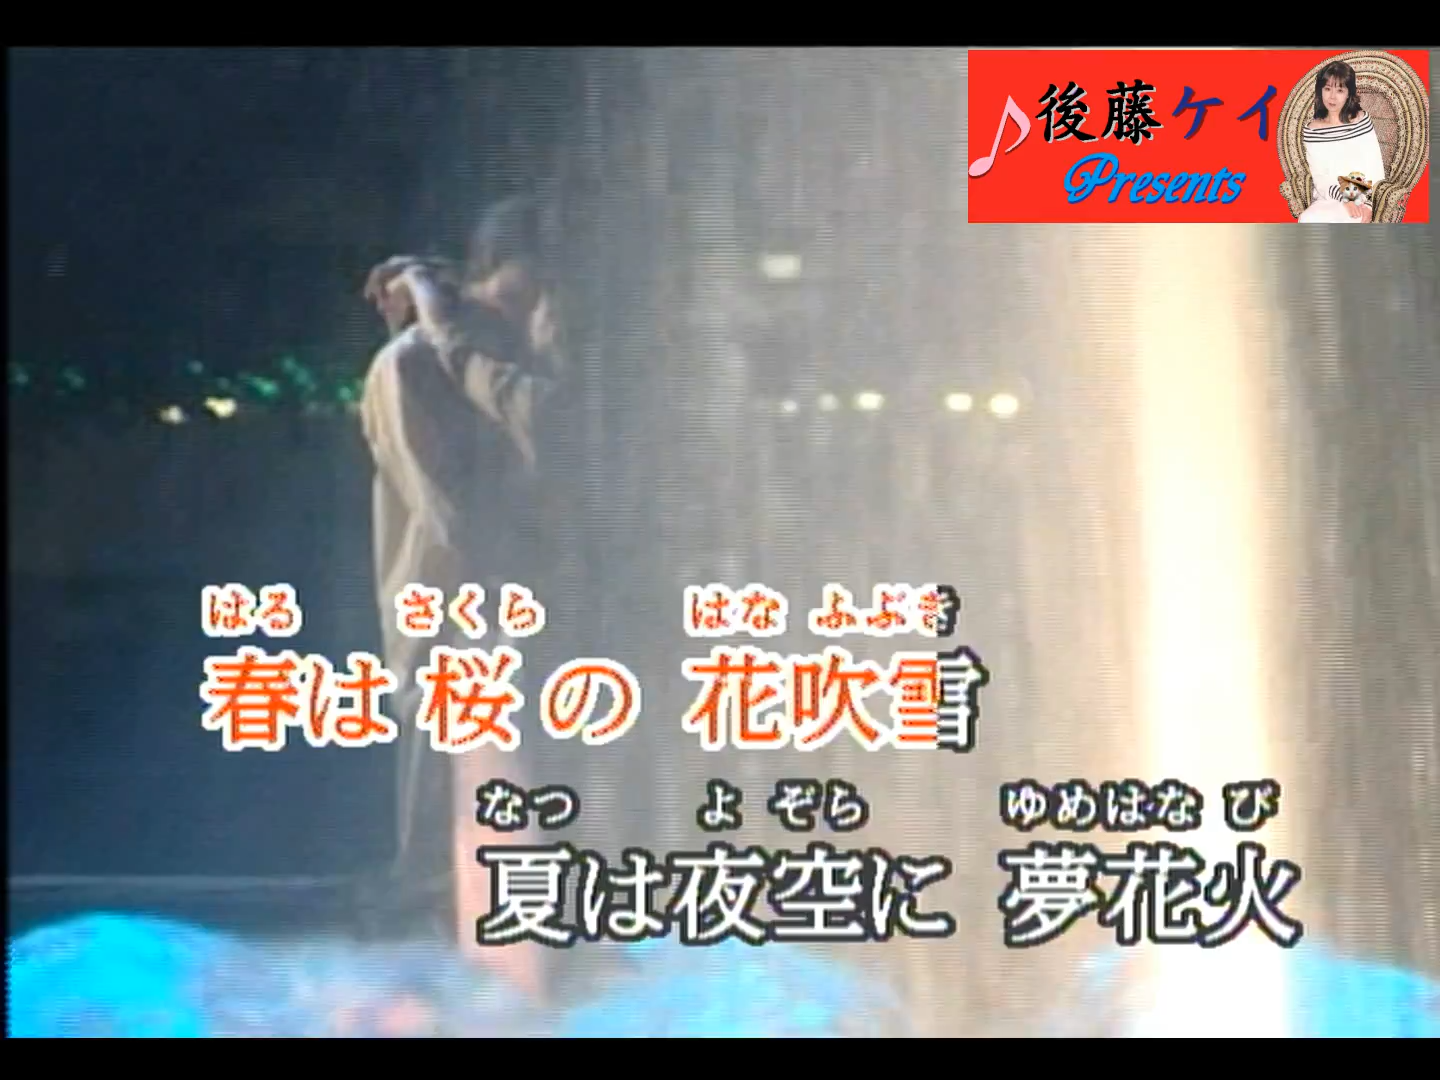 後藤ケイ
Presents
はる さくら はな ふぶき
春は桜の 花吹雪
なつ よ ぞら ゆめはな び
夏は夜空に 夢花火